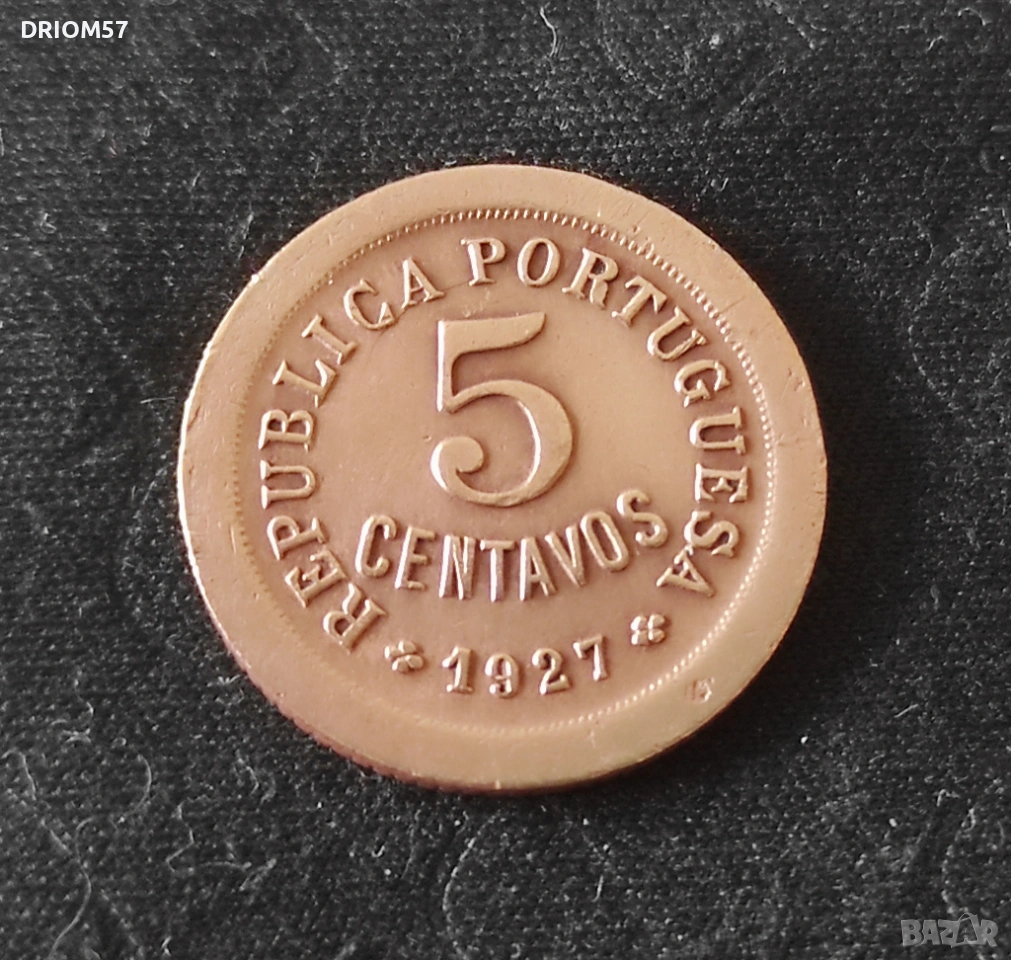 DRIOM57
REPUBLICA PORTUGUESA
5
CENTAVOS
1927
BAZAR